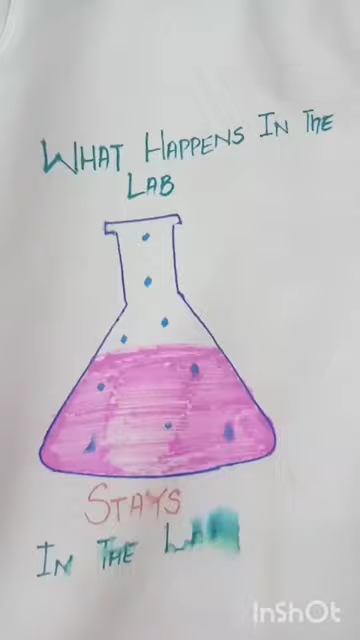 WHAT HAPPENS IN THE
LAB
STAYS
IN THE
InShOt